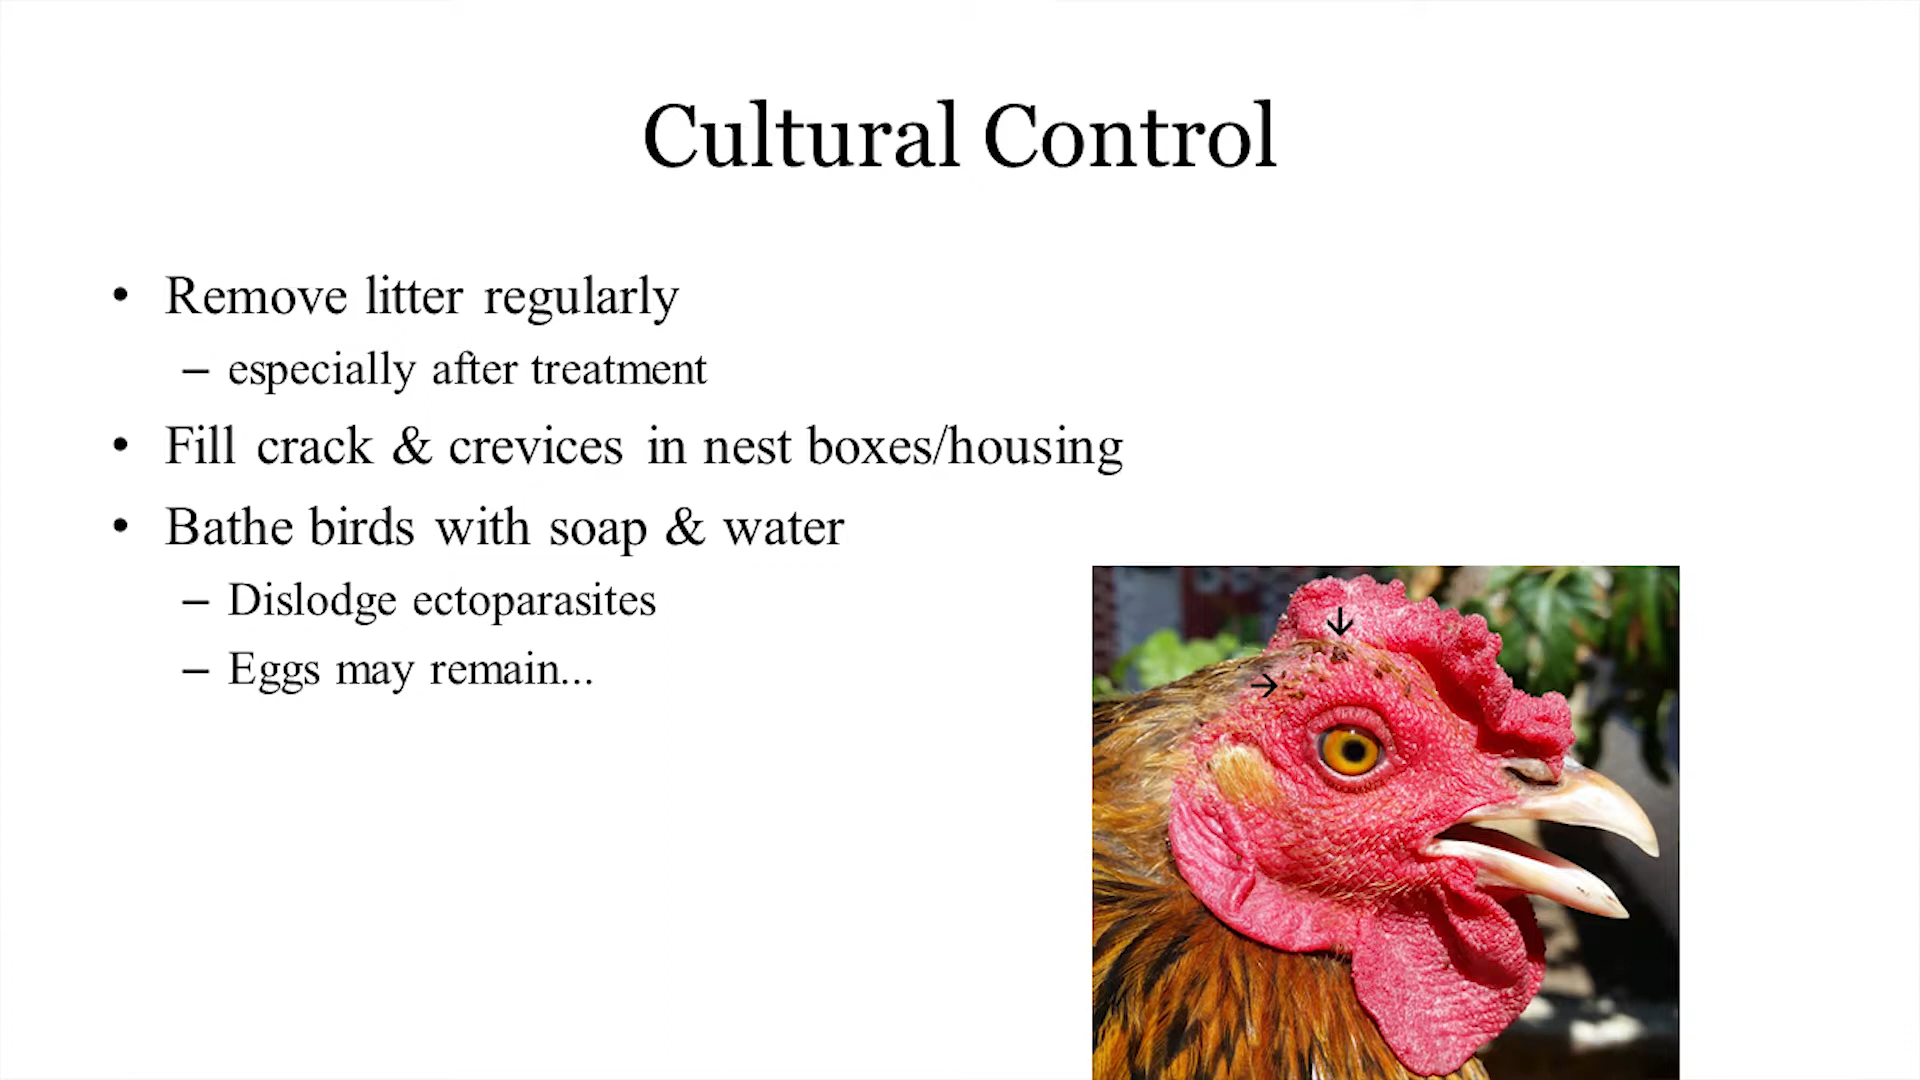 Cultural Control
• Remove litter regularly
– especially after treatment
• Fill crack & crevices in nest boxes/housing
• Bathe birds with soap & water
– Dislodge ectoparasites
– Eggs may remain...